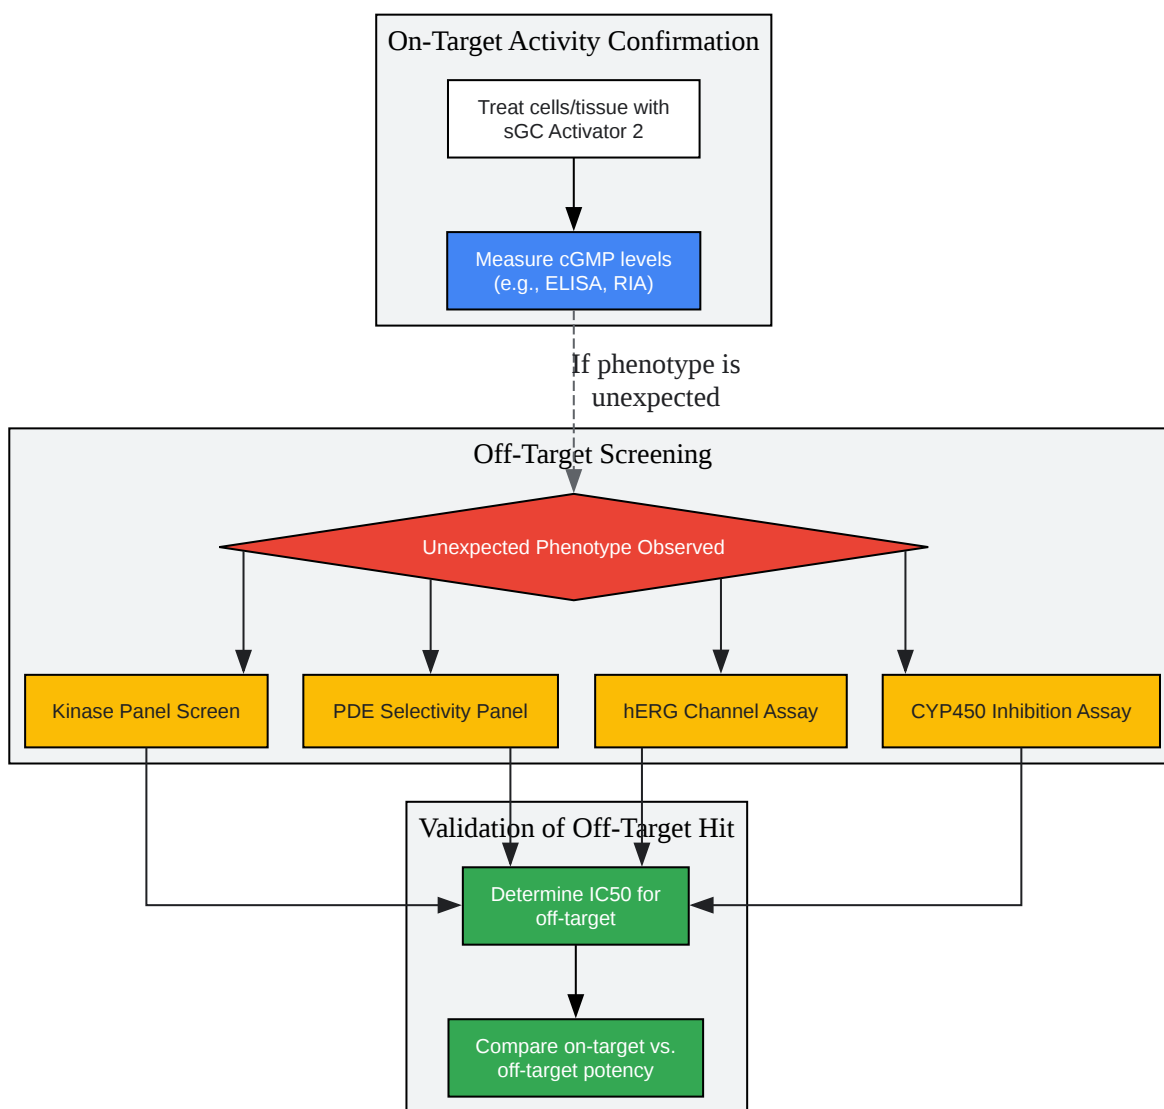 On-Target Activity Confirmation
Treat cells/tissue with
sGC Activator 2
Measure cGMP levels
(e.g., ELISA, RIA)
If phenotype is
unexpected
Off-Target Screening
Unexpected Phenotype Observed
Kinase Panel Screen
PDE Selectivity Panel
hERG Channel Assay
CYP450 Inhibition Assay
Validation of Off-Target Hit
Determine IC50 for
off-target
Compare on-target vs.
off-target potency